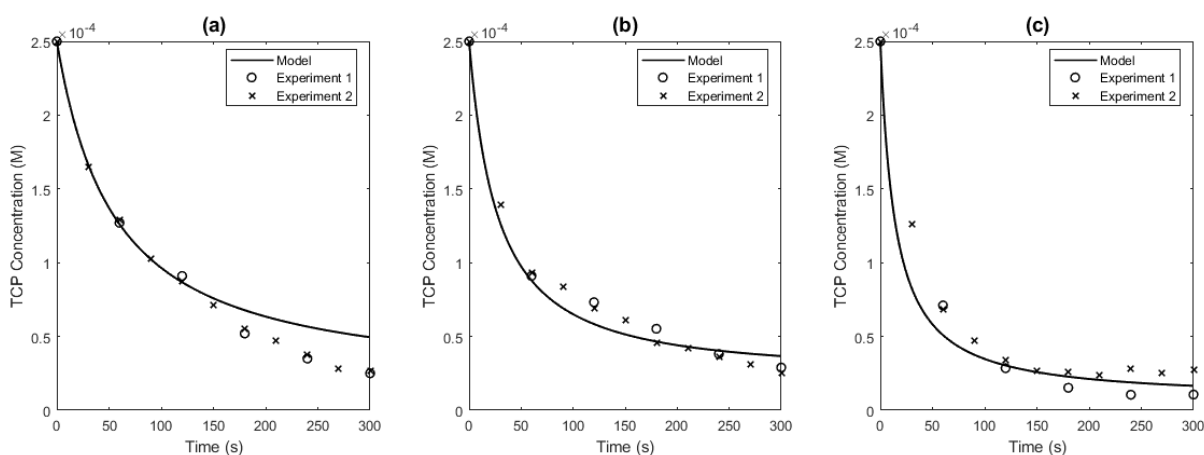 (a)
×10⁻⁴
2.5
2
1.5
1
0.5
0
TCP Concentration (M)
0 50 100 150 200 250 300
Time (s)
Model
Experiment 1
Experiment 2
(b)
×10⁻⁴
2.5
2
1.5
1
0.5
0
TCP Concentration (M)
0 50 100 150 200 250 300
Time (s)
Model
Experiment 1
Experiment 2
(c)
×10⁻⁴
2.5
2
1.5
1
0.5
0
TCP Concentration (M)
0 50 100 150 200 250 300
Time (s)
Model
Experiment 1
Experiment 2